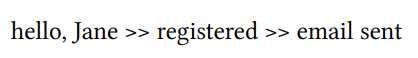 hello, Jane >> registered >> email sent